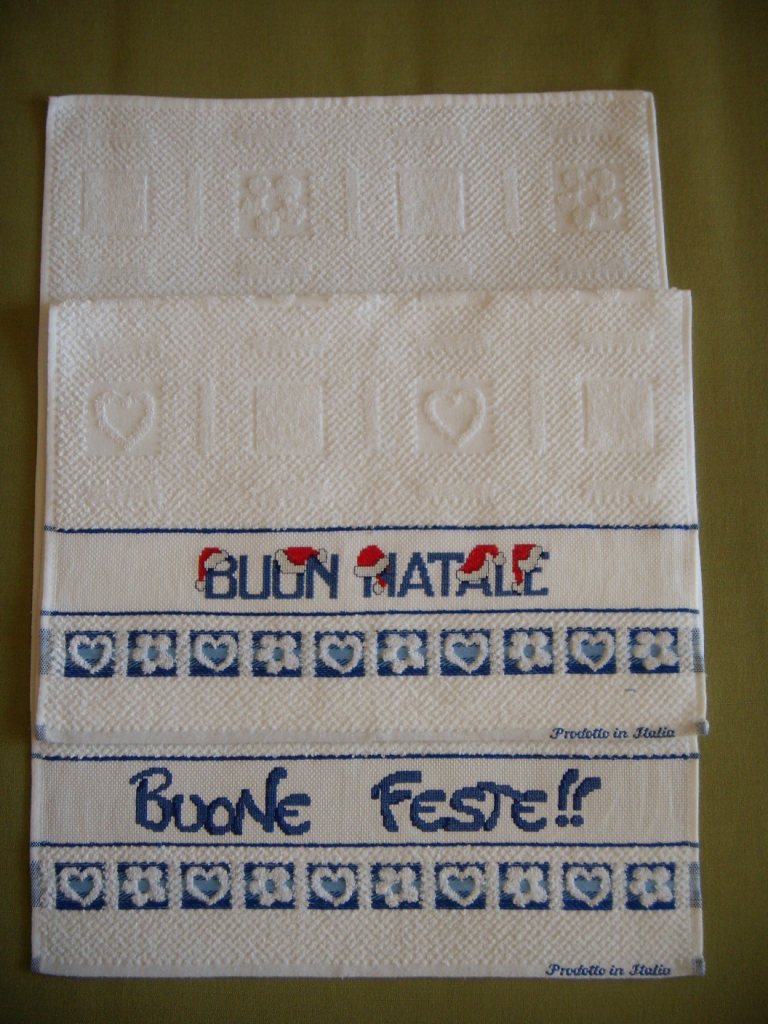 BUON NATALE
Prodotto in Italia
BUONE FESTE!!
Prodotto in Italia